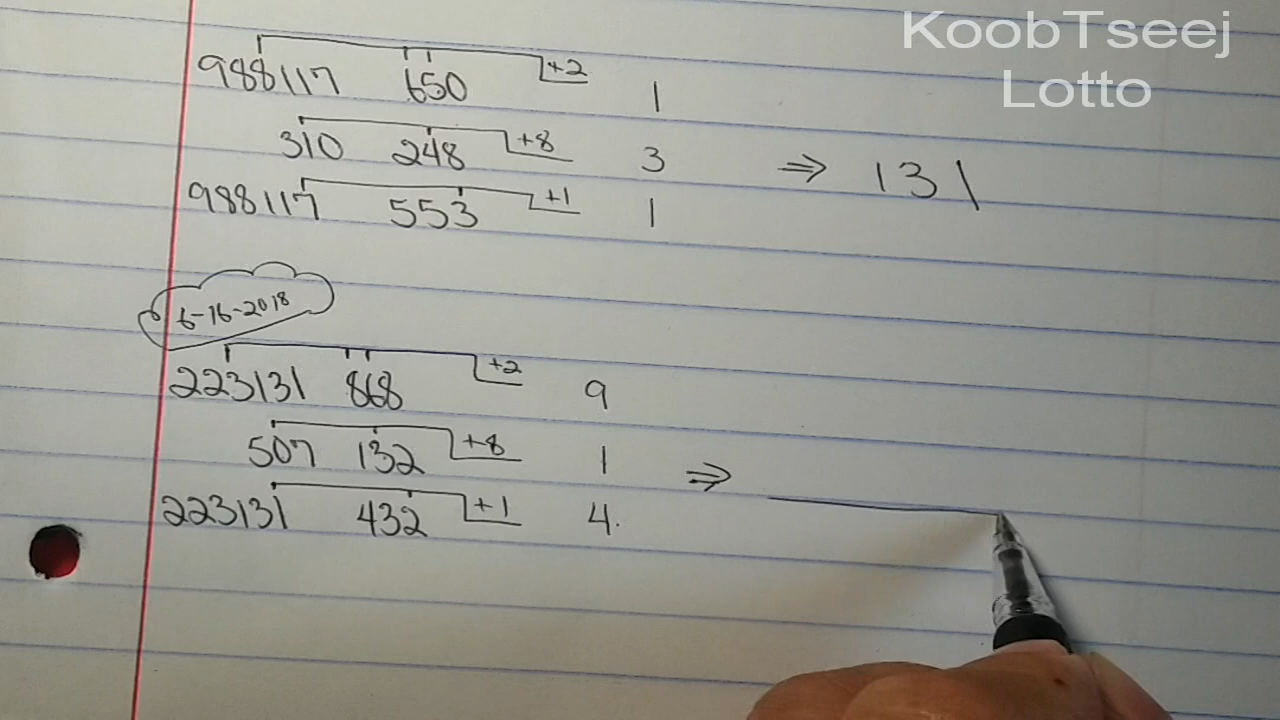 KoobTseej
Lotto
988117 650 +2 1
310 248 +8 3 ⇒ 131
988117 553 +1 1
6-16-2018
223131 868 +2 9
507 132 +8 1 ⇒
223131 432 +1 4.